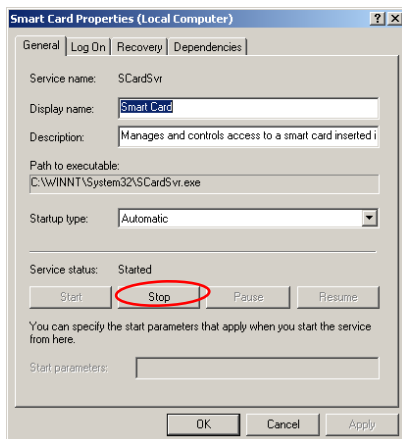 Smart Card Properties (Local Computer)
General Log On Recovery Dependencies
Service name: SCardSvr
Display name: Smart Card
Description: Manages and controls access to a smart card inserted i
Path to executable:
C:\WINNT\System32\SCardSvr.exe
Startup type: Automatic
Service status: Started
Start Stop Pause Resume
You can specify the start parameters that apply when you start the service
from here.
Start parameters:
OK Cancel Apply